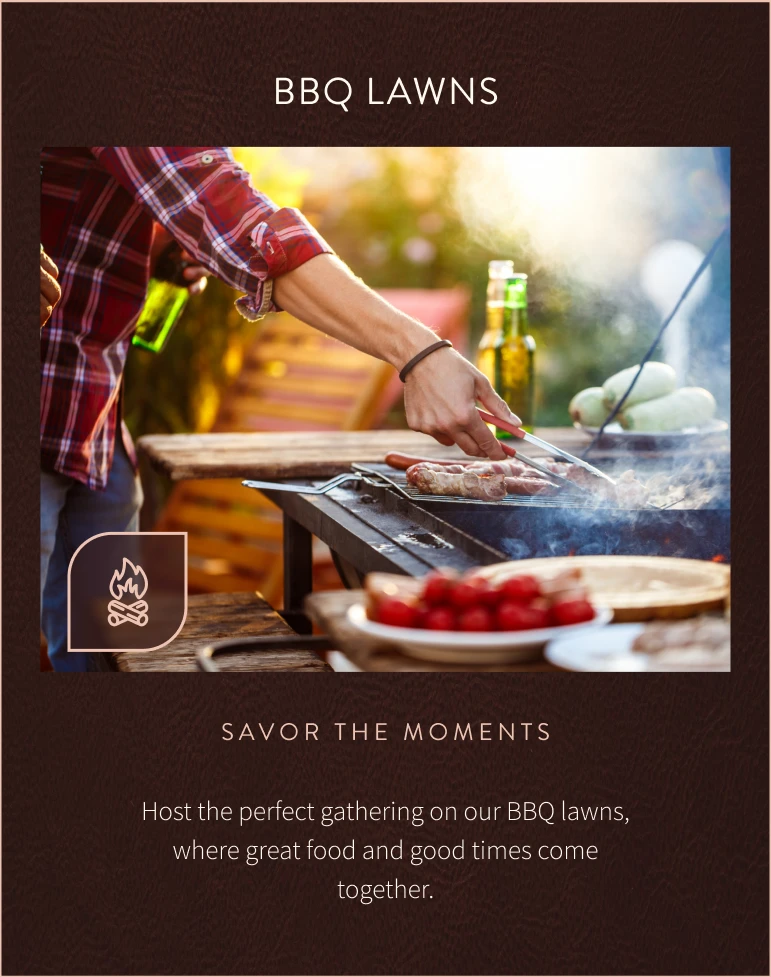 BBQ LAWNS
SAVOR THE MOMENTS
Host the perfect gathering on our BBQ lawns,
where great food and good times come
together.